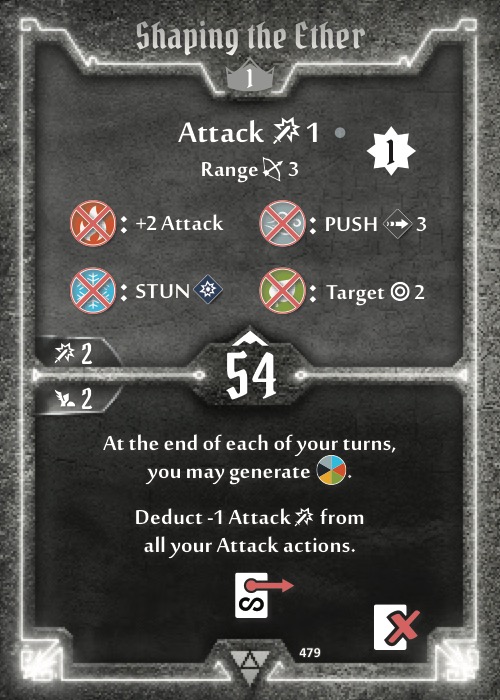 Shaping the Ether
1
Attack 1
1
Range 3
: +2 Attack
: PUSH 3
: STUN
: Target 2
2
54
2
At the end of each of your turns,
you may generate .
Deduct -1 Attack from
all your Attack actions.
479